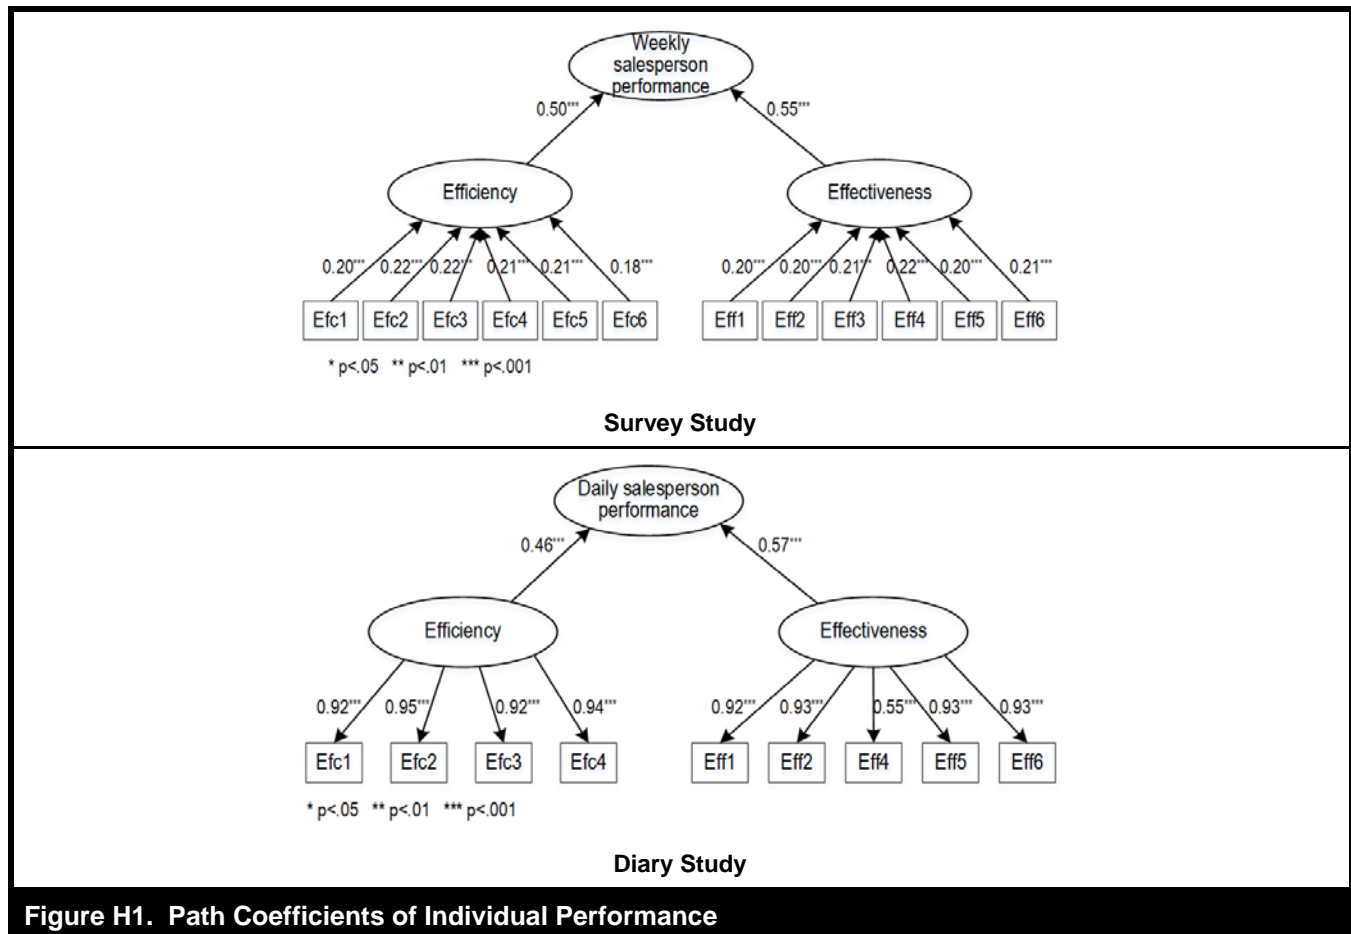 Weekly
salesperson
performance
0.50***
0.55***
Efficiency
Effectiveness
0.20*** 0.22*** 0.22*** 0.21*** 0.21*** 0.18***
0.20*** 0.20*** 0.21*** 0.22*** 0.20*** 0.21***
Efc1 Efc2 Efc3 Efc4 Efc5 Efc6
Eff1 Eff2 Eff3 Eff4 Eff5 Eff6
* p<.05 ** p<.01 *** p<.001
Survey Study
Daily salesperson
performance
0.46***
0.57***
Efficiency
Effectiveness
0.92*** 0.95*** 0.92*** 0.94***
0.92*** 0.93*** 0.55*** 0.93*** 0.93***
Efc1 Efc2 Efc3 Efc4
Eff1 Eff2 Eff4 Eff5 Eff6
* p<.05 ** p<.01 *** p<.001
Diary Study
Figure H1. Path Coefficients of Individual Performance